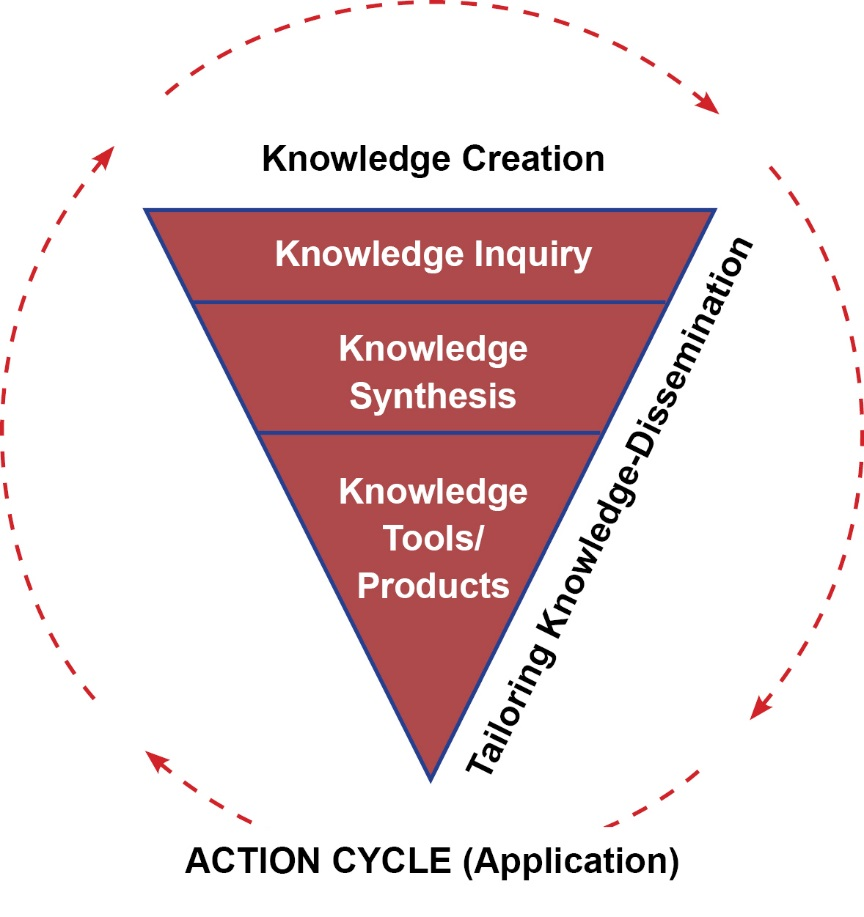 Knowledge Creation
Knowledge Inquiry
Knowledge
Synthesis
Knowledge
Tools/
Products
Tailoring Knowledge-Dissemination
ACTION CYCLE (Application)